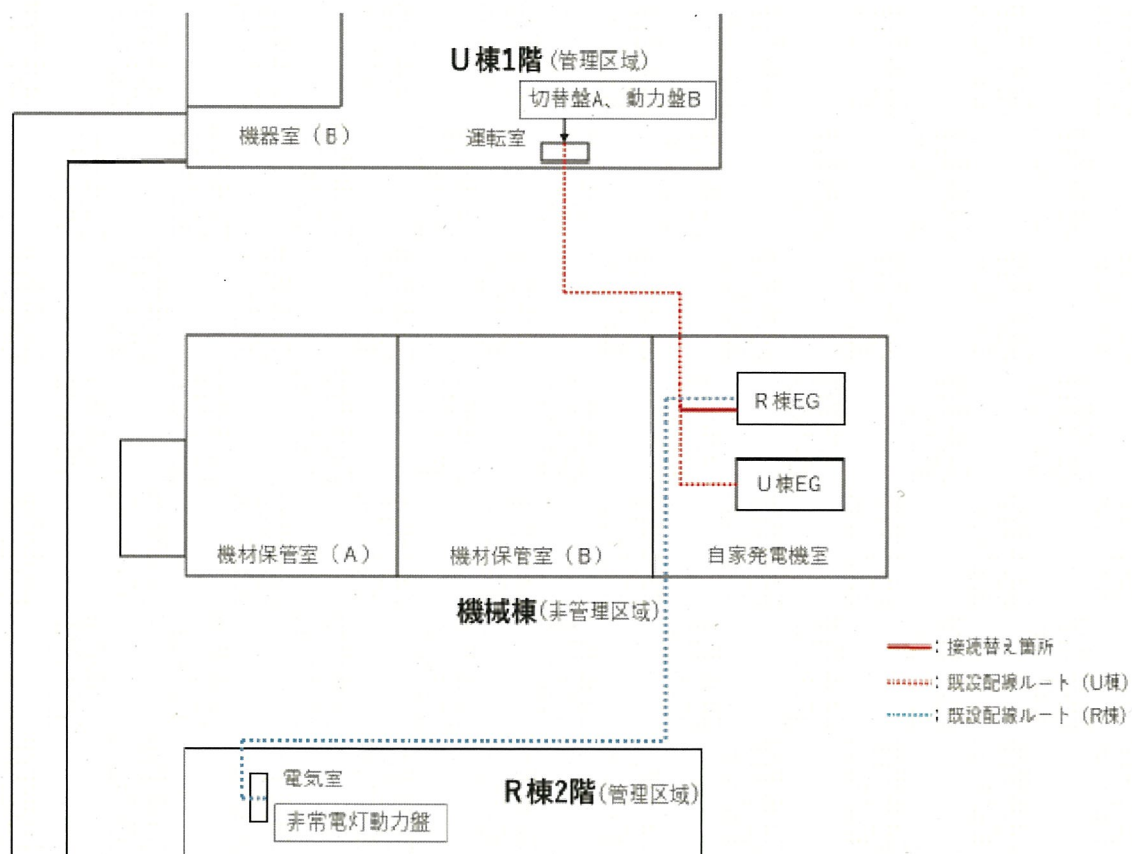 U棟1階(管理区域)
切替盤A、動力盤B
機器室(B)
運転室
R棟EG
U棟EG
機材保管室(A)
機材保管室(B)
自家発電機室
機械棟(非管理区域)
:接続替え箇所
:既設配線ルート(U棟)
:既設配線ルート(R棟)
電気室
R棟2階(管理区域)
非常電灯動力盤